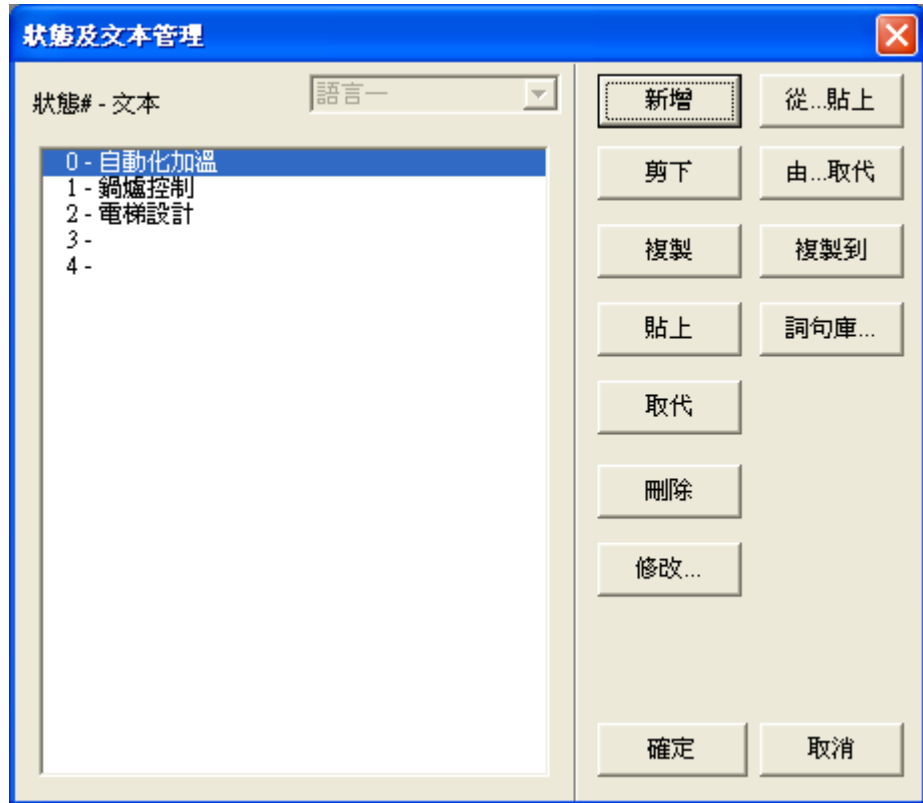 狀態及文本管理
狀態# - 文本
語言一
0 - 自動化加溫
1 - 鍋爐控制
2 - 電梯設計
3 -
4 -
新增
從...貼上
剪下
由...取代
複製
複製到
貼上
詞句庫...
取代
刪除
修改...
確定
取消